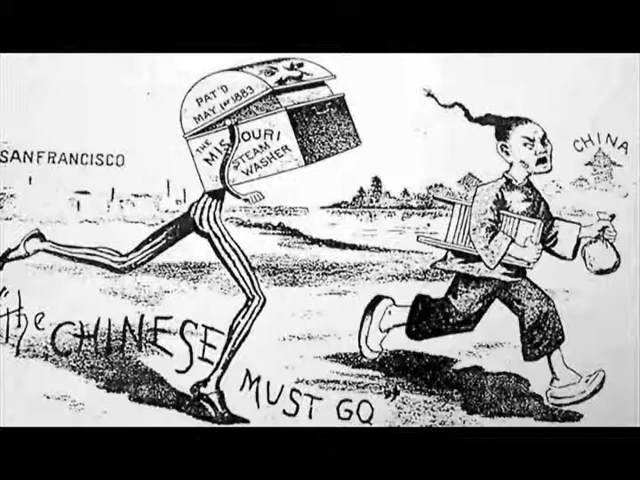 SANFRANCISCO
PAT'D
MAY 1ST 1883
THE
MISSOURI
STEAM
WASHER
CHINA
"the CHINESE
MUST GO"